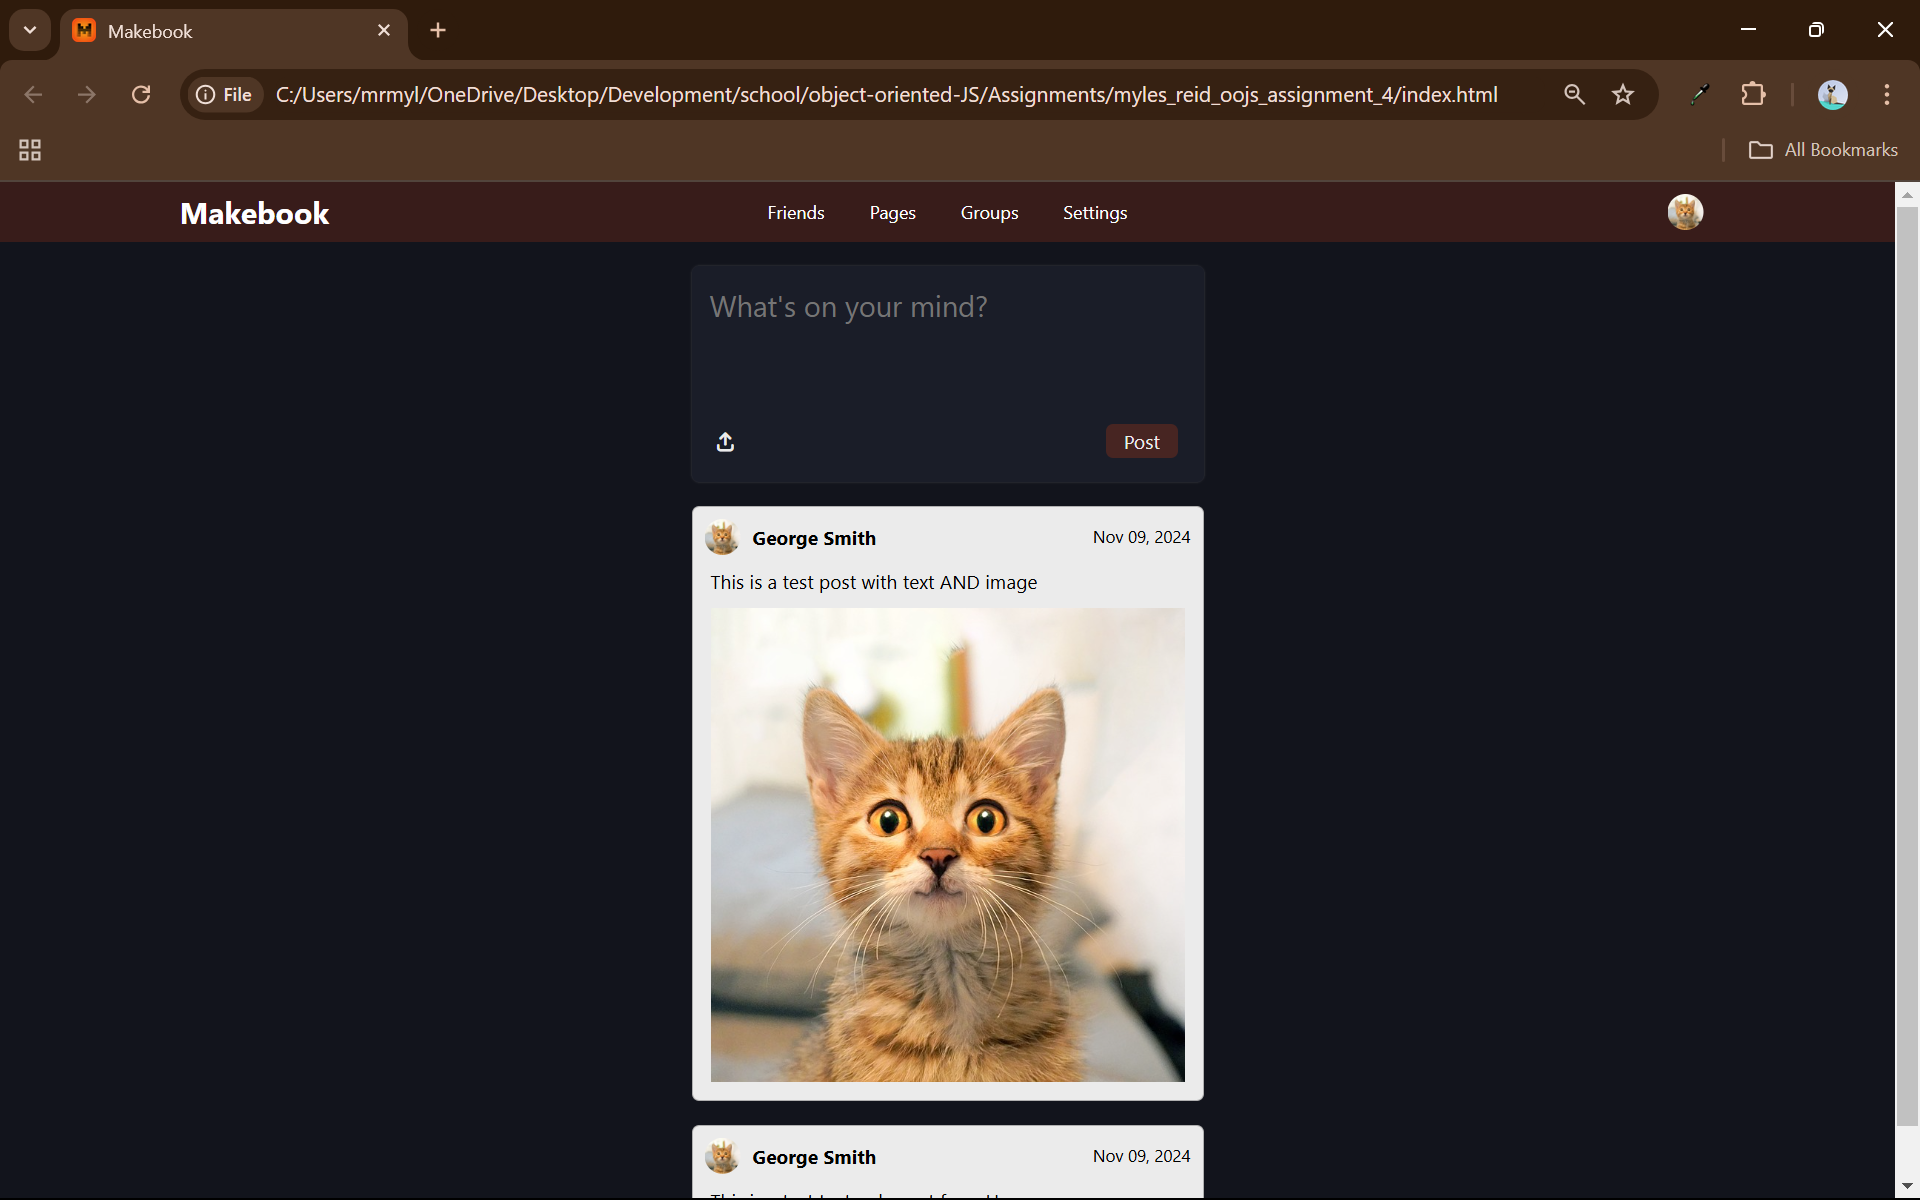 Makebook
File
C:/Users/mrmyl/OneDrive/Desktop/Development/school/object-oriented-JS/Assignments/myles_reid_oojs_assignment_4/index.html
All Bookmarks
Makebook
Friends Pages Groups Settings
What's on your mind?
Post
George Smith Nov 09, 2024
This is a test post with text AND image
George Smith Nov 09, 2024